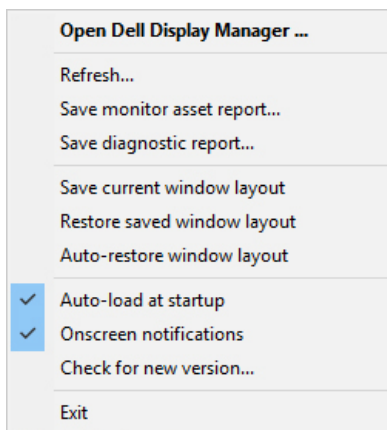 Open Dell Display Manager ...
Refresh...
Save monitor asset report...
Save diagnostic report...
Save current window layout
Restore saved window layout
Auto-restore window layout
Auto-load at startup
Onscreen notifications
Check for new version...
Exit